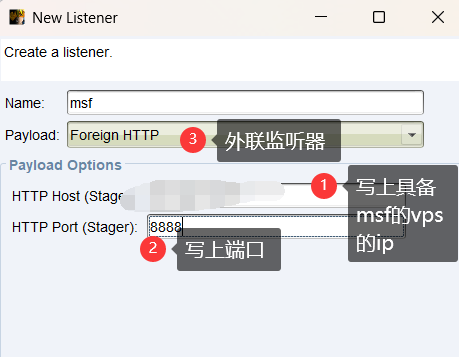 New Listener
Create a listener.
Name: msf
Payload: Foreign HTTP
3 外联监听器
Payload Options
HTTP Host (Stage
1 写上具备
msf的vps
的ip
HTTP Port (Stager): 8888
2 写上端口